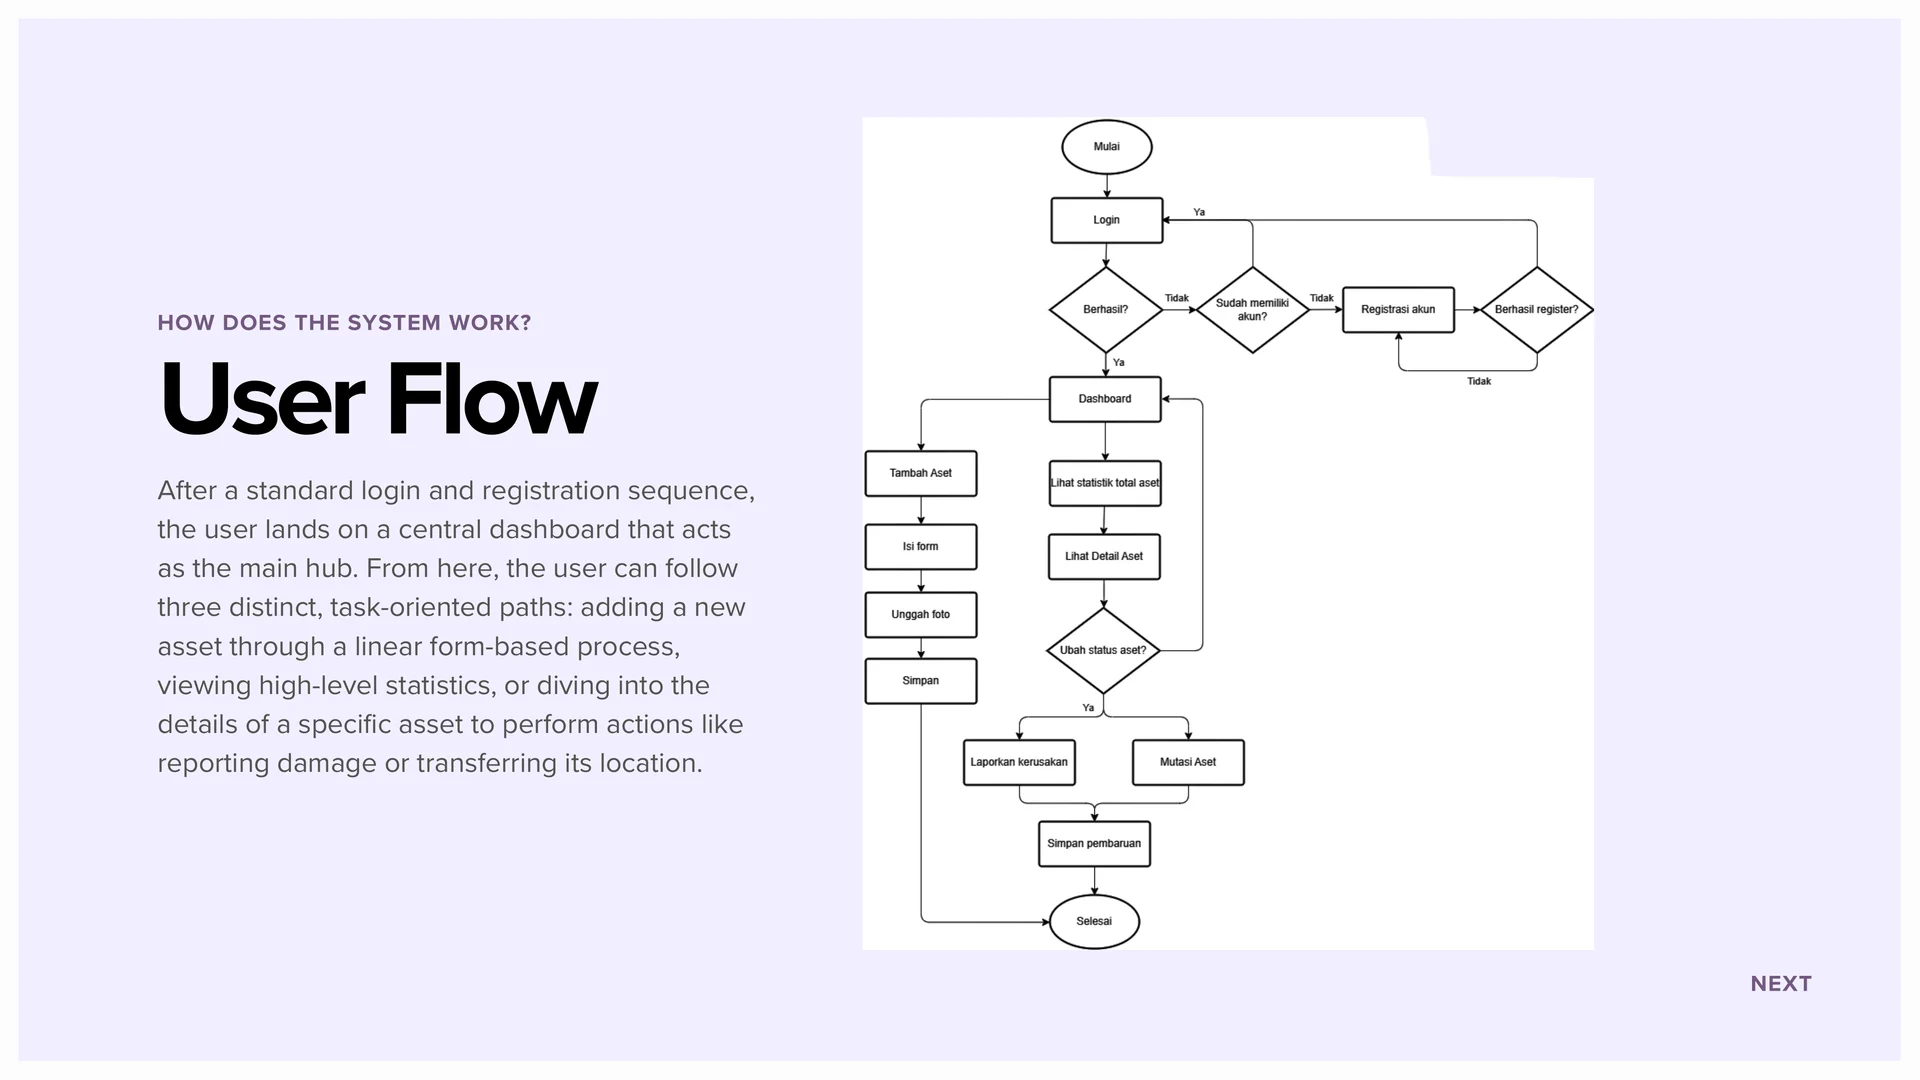 HOW DOES THE SYSTEM WORK?
User Flow
After a standard login and registration sequence,
the user lands on a central dashboard that acts
as the main hub. From here, the user can follow
three distinct, task-oriented paths: adding a new
asset through a linear form-based process,
viewing high-level statistics, or diving into the
details of a specific asset to perform actions like
reporting damage or transferring its location.
Mulai
Login
Ya
Berhasil?
Tidak
Sudah memiliki
akun?
Tidak
Registrasi akun
Berhasil register?
Ya
Tidak
Dashboard
Tambah Aset
Lihat statistik total aset
Isi form
Lihat Detail Aset
Unggah foto
Ubah status aset?
Simpan
Ya
Laporkan kerusakan
Mutasi Aset
Simpan pembaruan
Selesai
NEXT